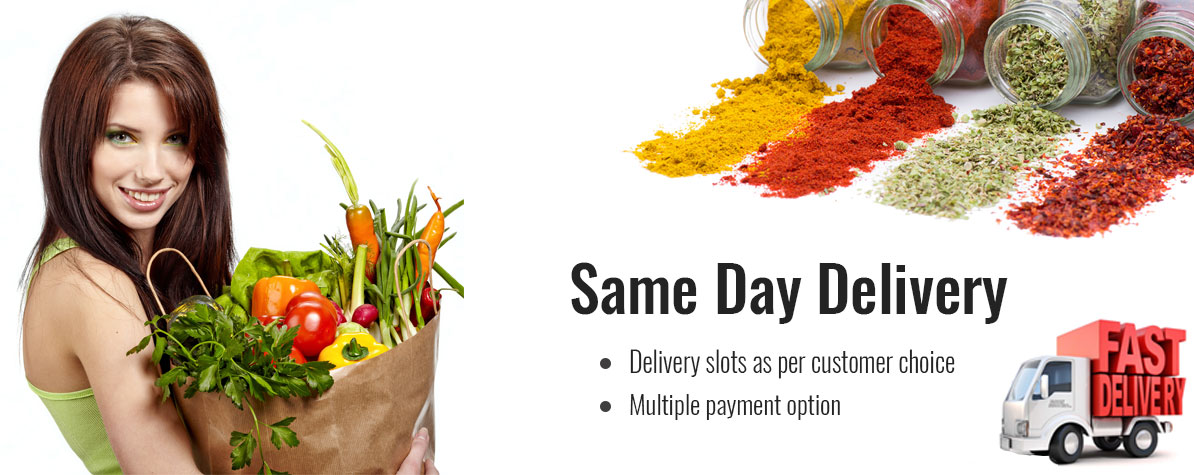 Same Day Delivery
Delivery slots as per customer choice
Multiple payment option
FAST
DELIVERY